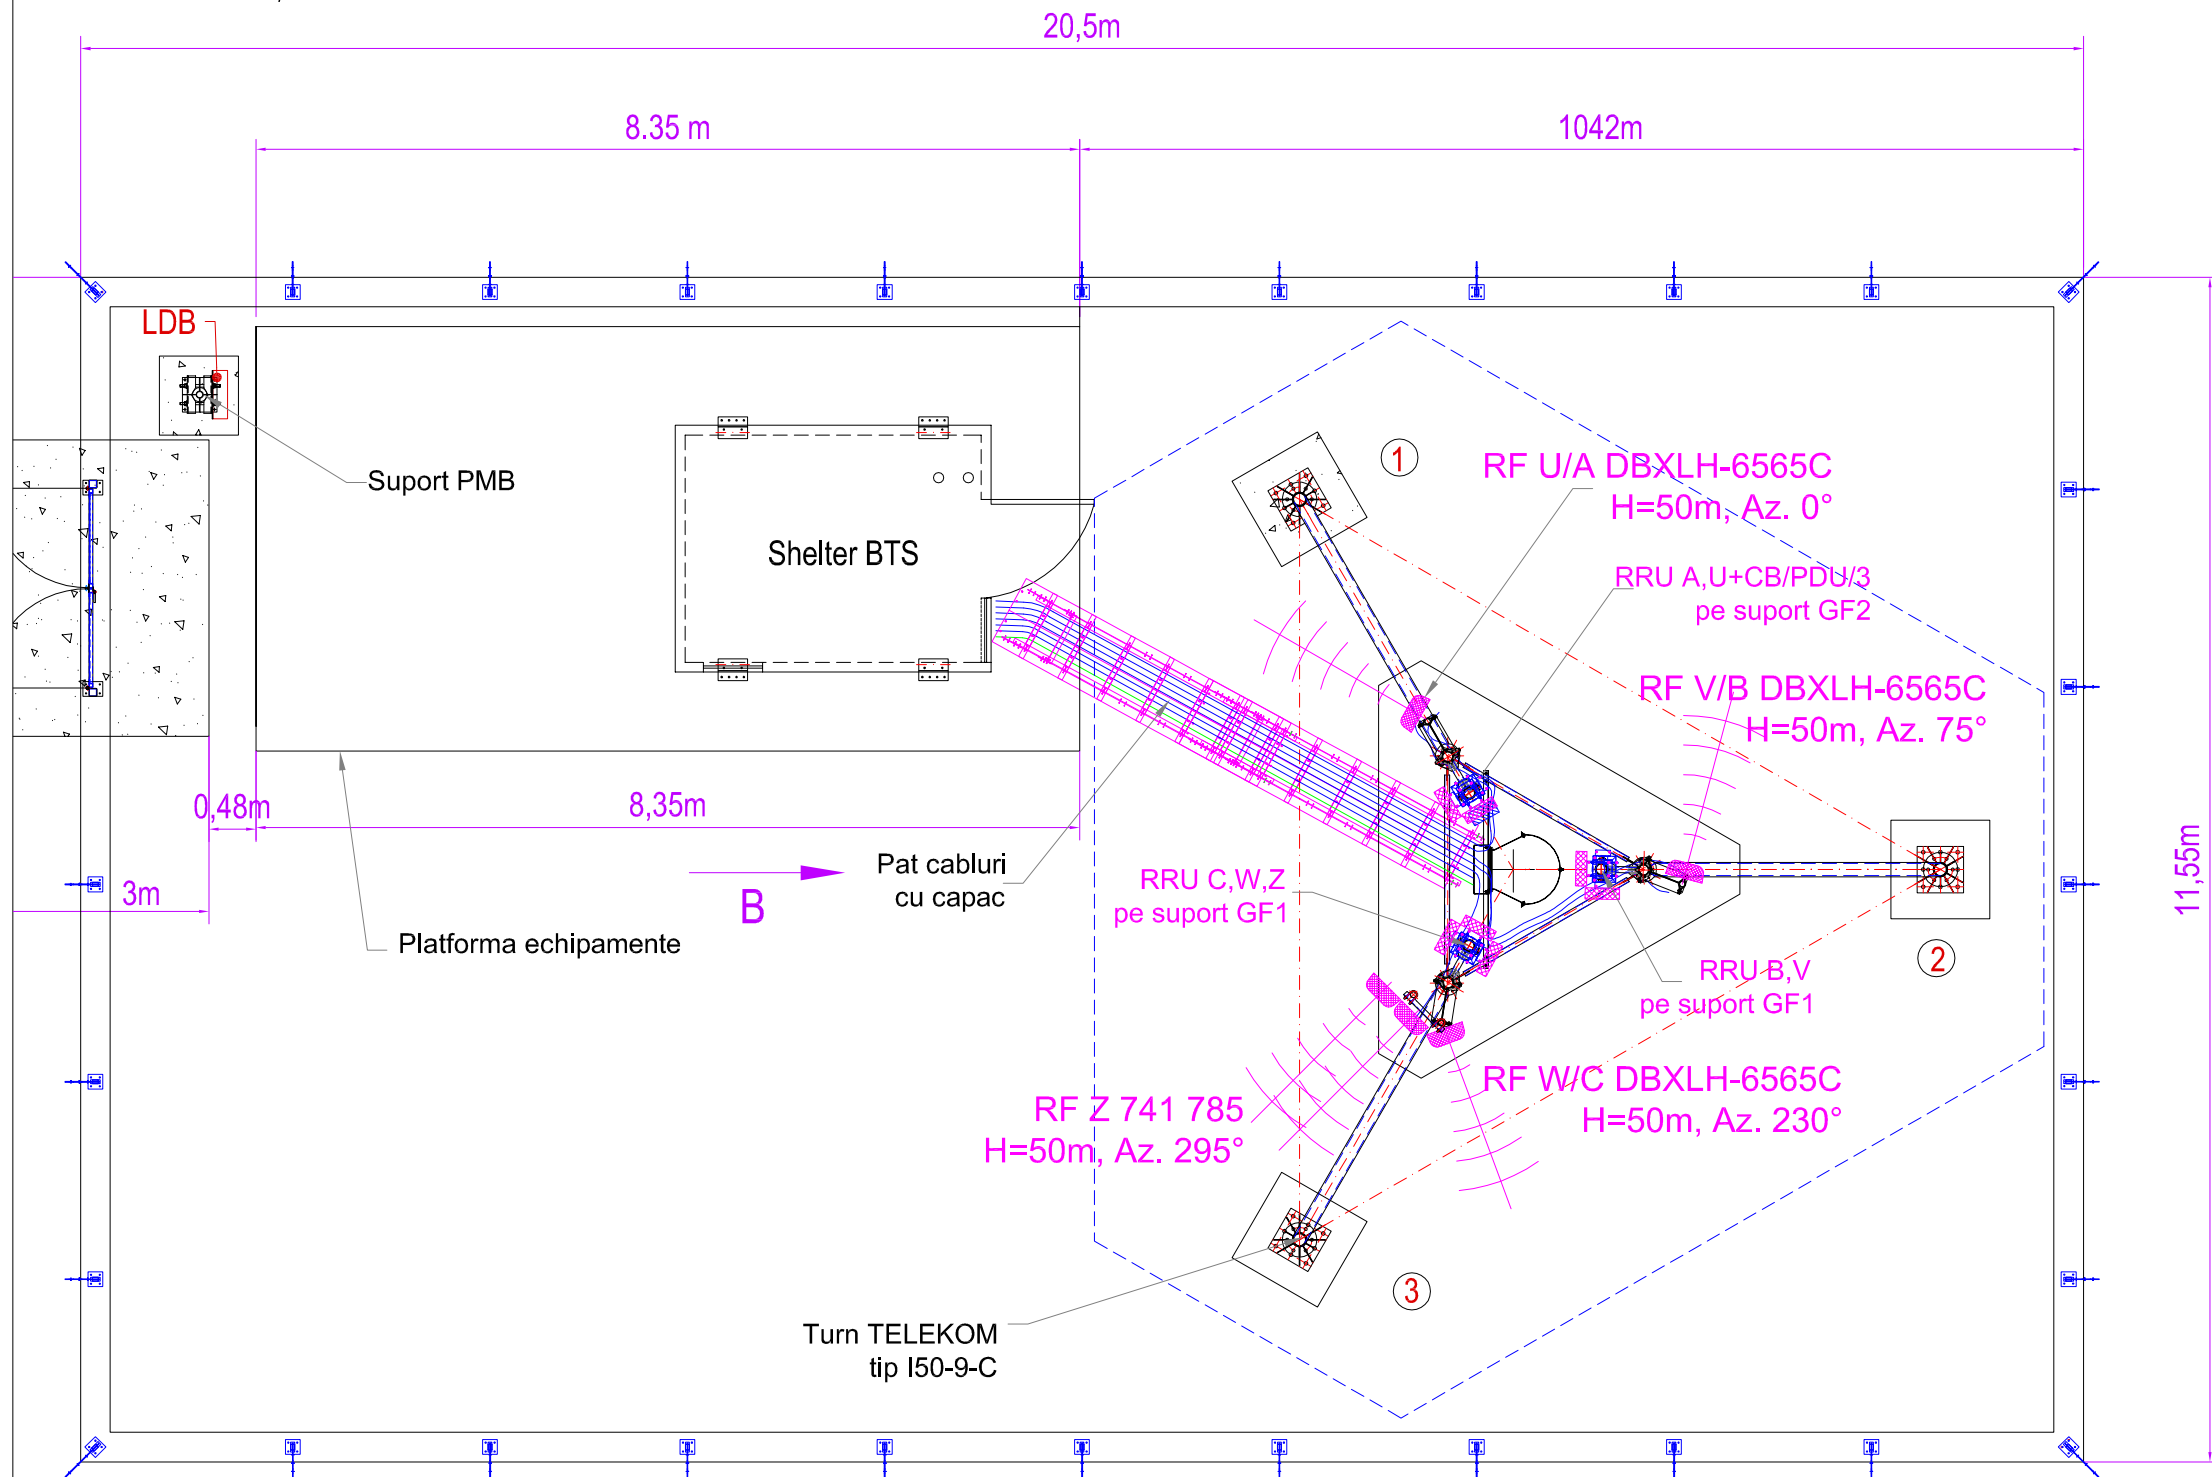 20,5m
8.35 m
1042m
LDB
Suport PMB
Shelter BTS
1
RF U/A DBXLH-6565C
H=50m, Az. 0°
RRU A,U+CB/PDU/3
pe suport GF2
RF V/B DBXLH-6565C
H=50m, Az. 75°
0,48m
8,35m
3m
B
Pat cabluri
cu capac
Platforma echipamente
RRU C,W,Z
pe suport GF1
11,55m
2
RRU B,V
pe suport GF1
RF W/C DBXLH-6565C
H=50m, Az. 230°
RF Z 741 785
H=50m, Az. 295°
3
Turn TELEKOM
tip I50-9-C